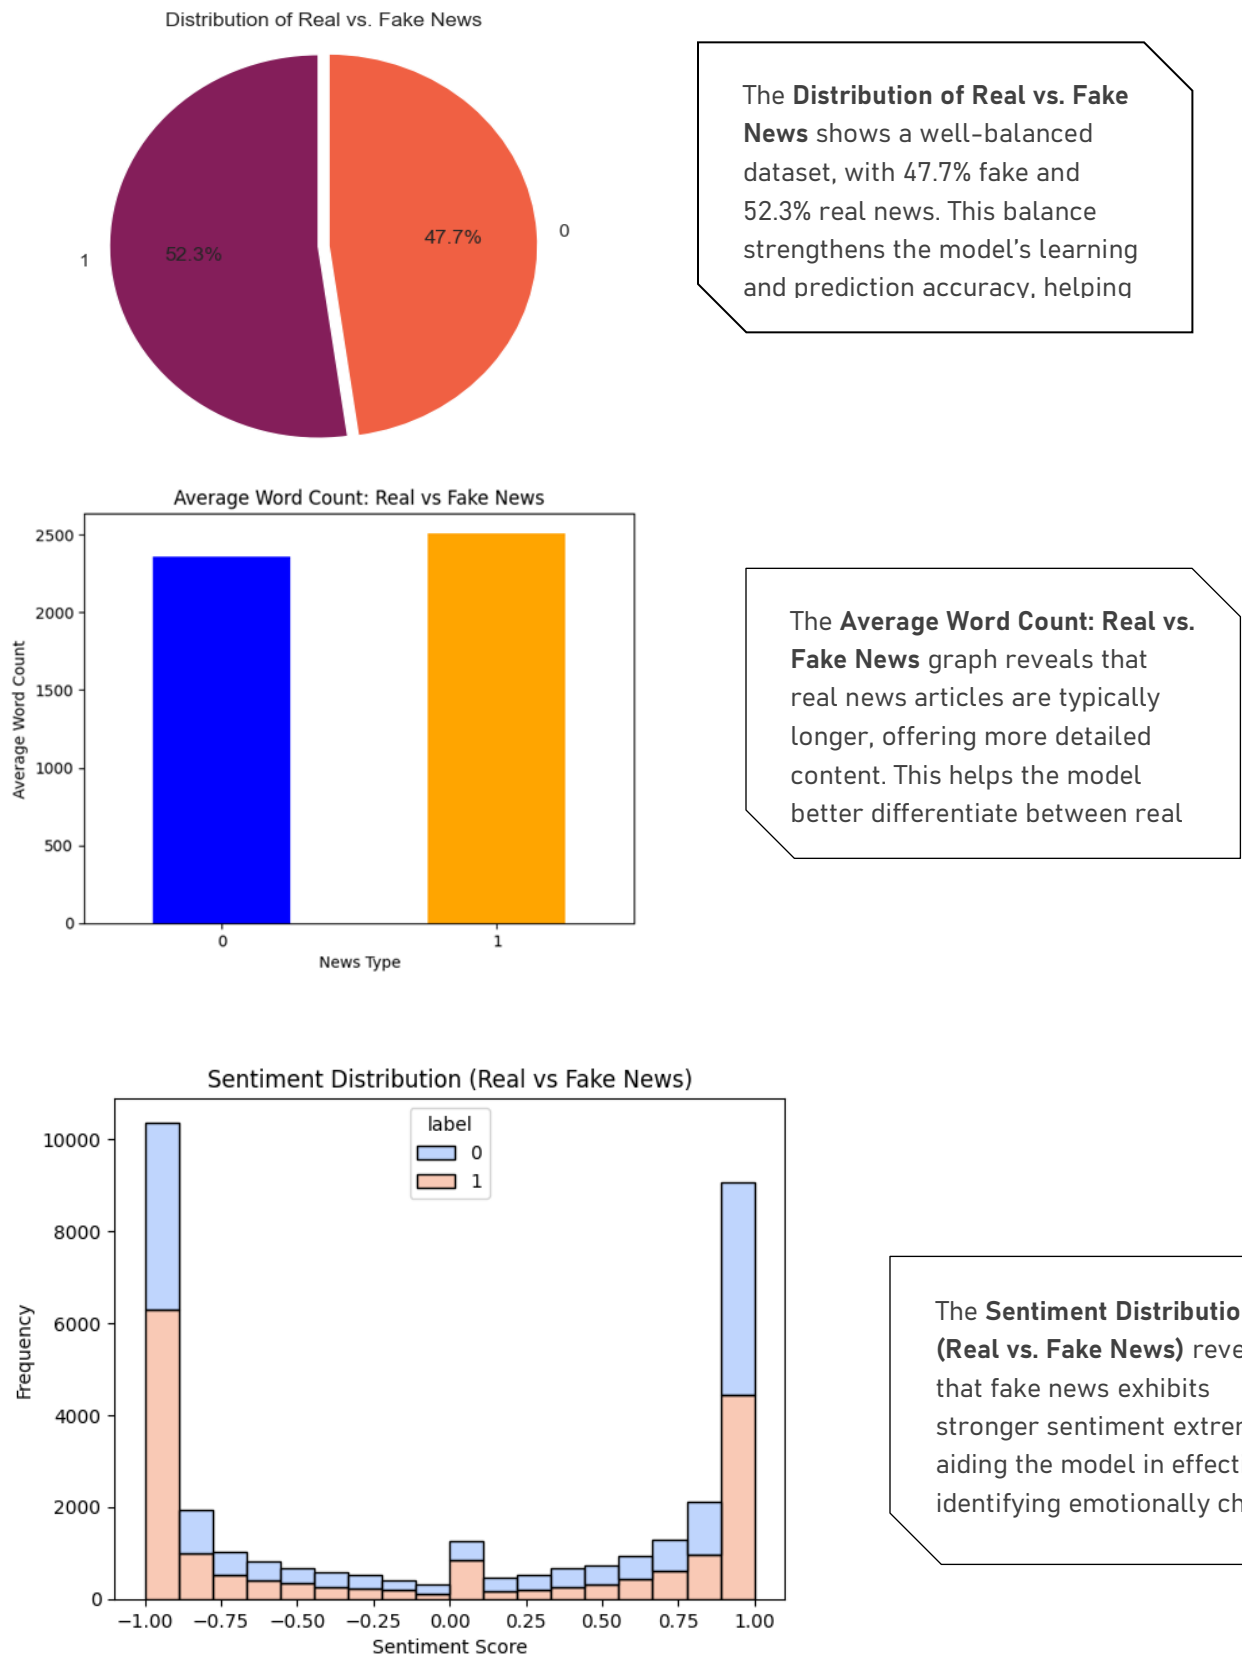 Distribution of Real vs. Fake News
1
52.3%
47.7%
0
The Distribution of Real vs. Fake
News shows a well-balanced
dataset, with 47.7% fake and
52.3% real news. This balance
strengthens the model’s learning
and prediction accuracy, helping
Average Word Count: Real vs Fake News
Average Word Count
2500
2000
1500
1000
500
0
0
1
News Type
The Average Word Count: Real vs.
Fake News graph reveals that
real news articles are typically
longer, offering more detailed
content. This helps the model
better differentiate between real
Sentiment Distribution (Real vs Fake News)
label
0
1
Frequency
10000
8000
6000
4000
2000
0
−1.00 −0.75 −0.50 −0.25 0.00 0.25 0.50 0.75 1.00
Sentiment Score
The Sentiment Distributio
(Real vs. Fake News) reve
that fake news exhibits
stronger sentiment extre
aiding the model in effect
identifying emotionally ch